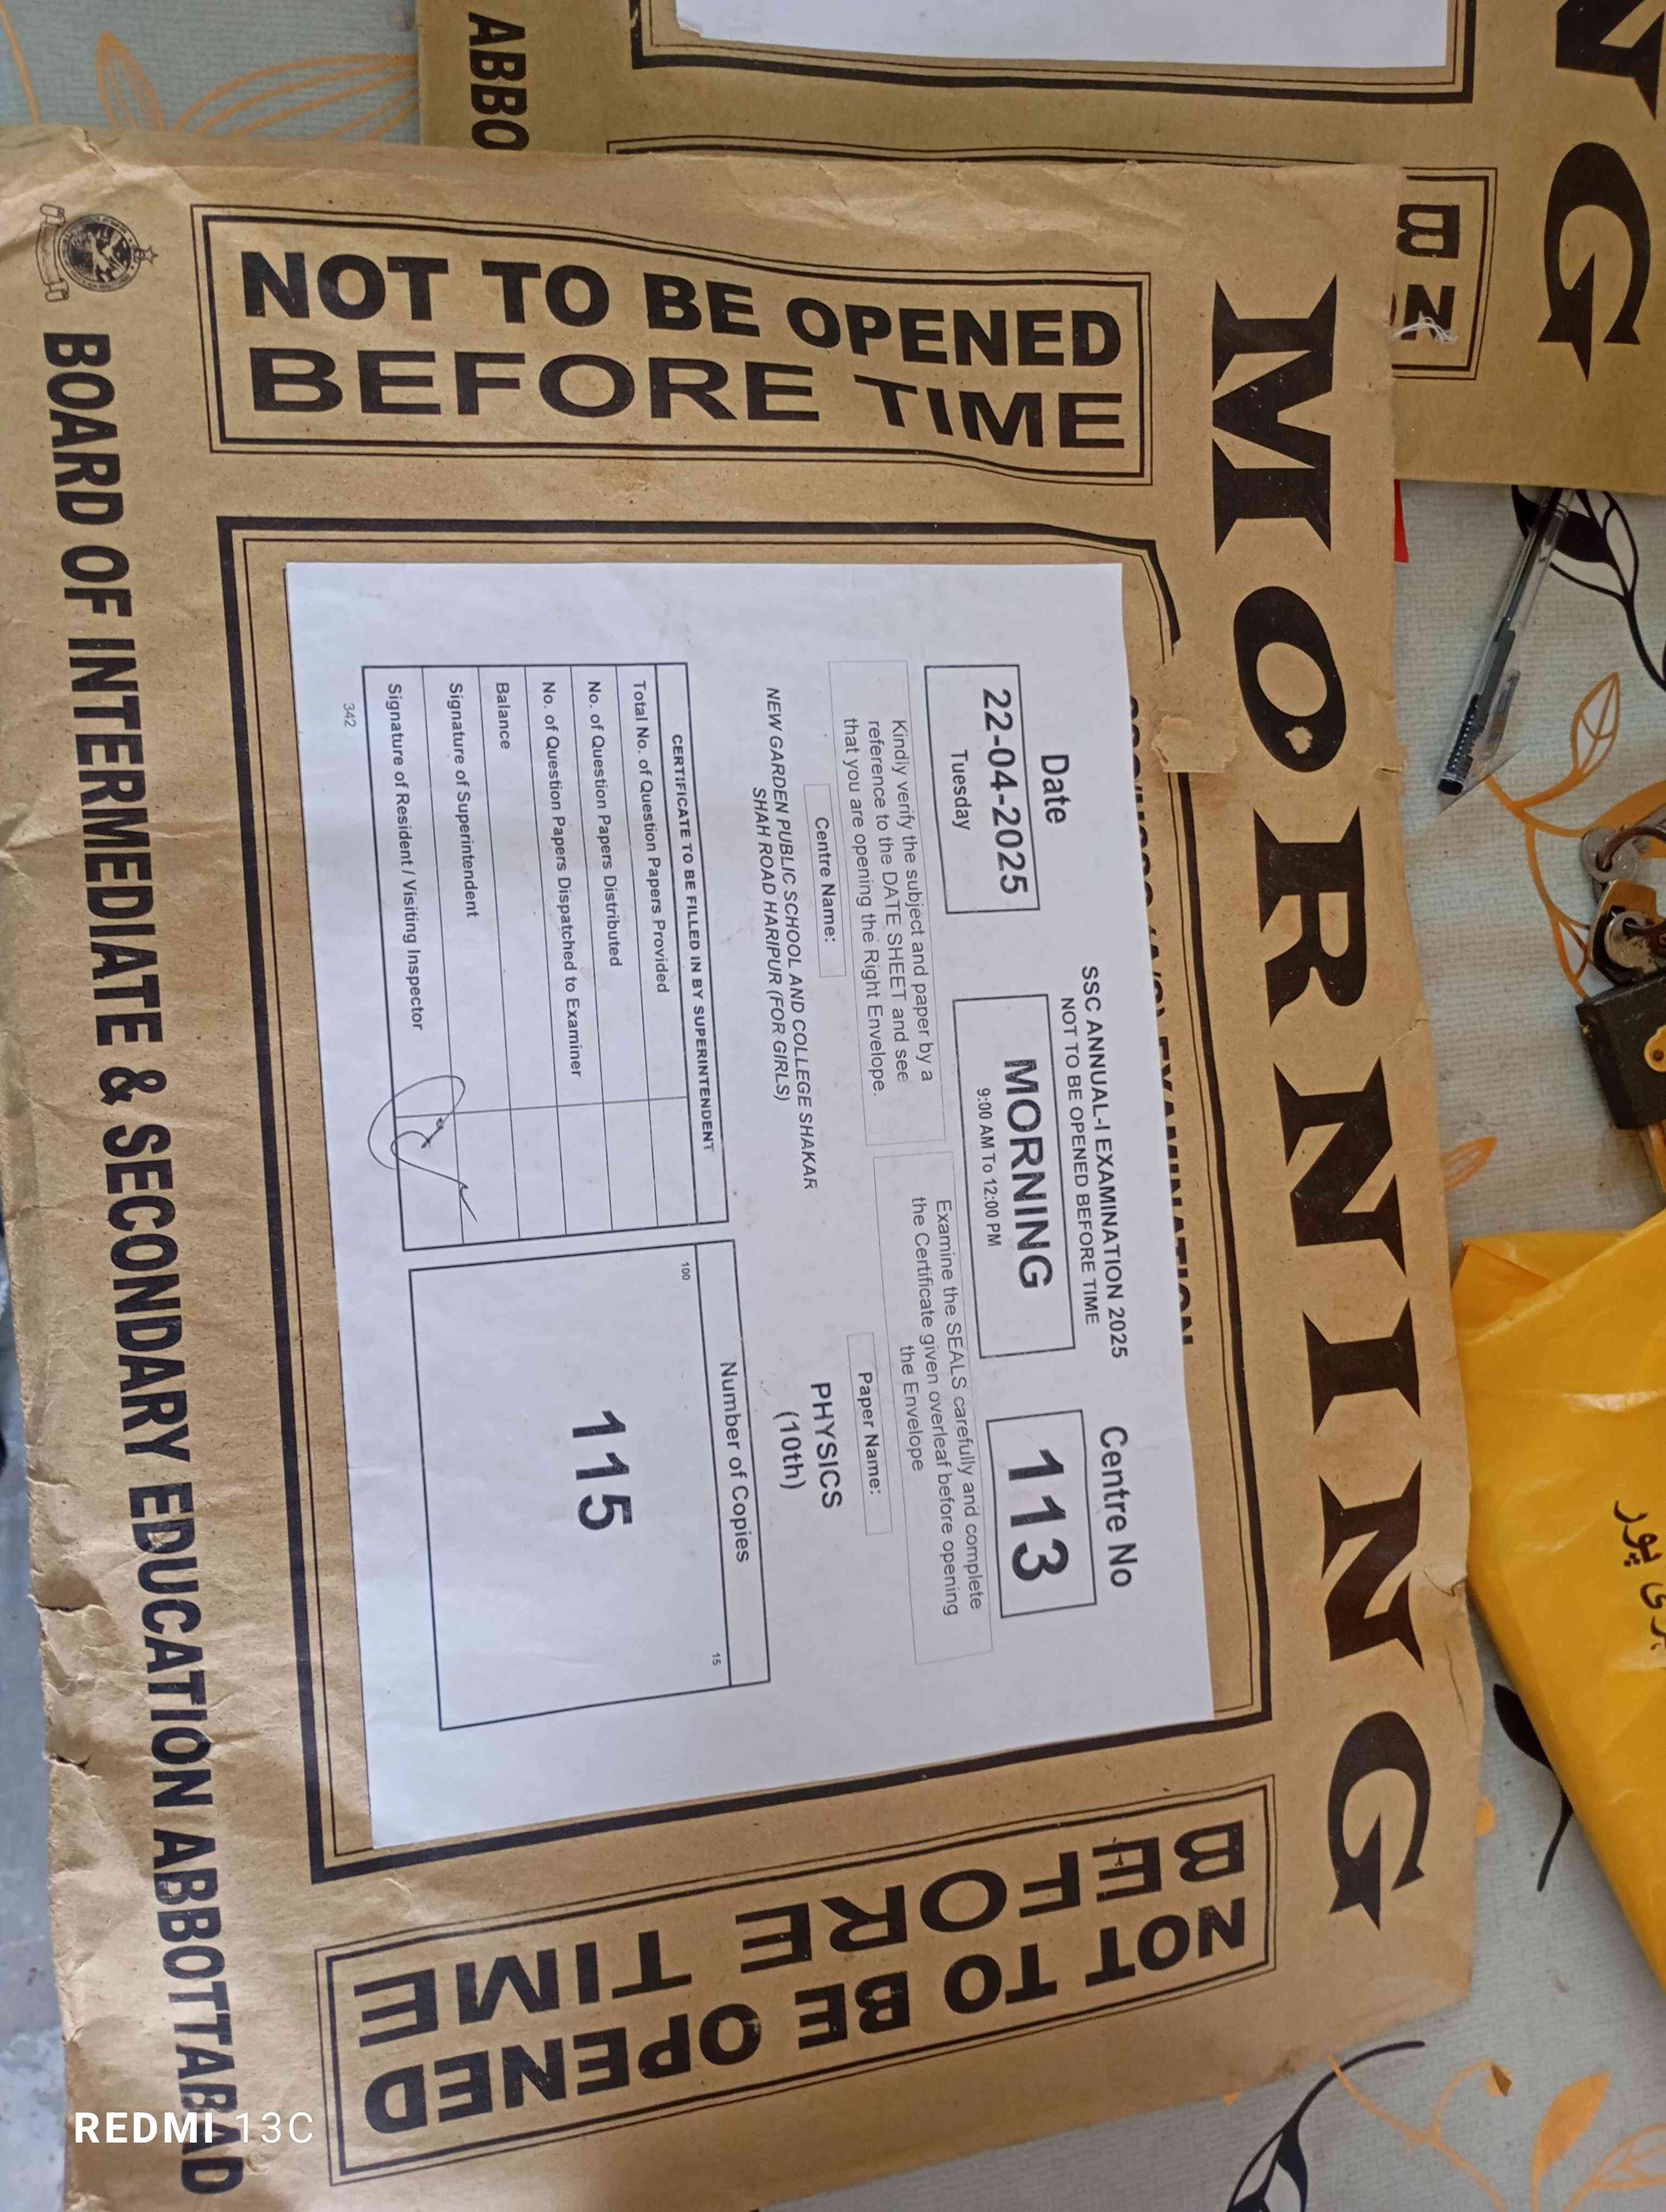 MORNING
NOT TO BE OPENED
BEFORE TIME
EXAMINATION
SSC ANNUAL-I EXAMINATION 2025
NOT TO BE OPENED BEFORE TIME
Date
22-04-2025
Tuesday
MORNING
9:00 AM To 12:00 PM
Centre No
113
Kindly verify the subject and paper by a
reference to the DATE SHEET and see
that you are opening the Right Envelope.
Examine the SEALS carefully and complete
the Certificate given overleaf before opening
the Envelope
Centre Name:
NEW GARDEN PUBLIC SCHOOL AND COLLEGE SHAKAR
SHAH ROAD HARIPUR (FOR GIRLS)
Paper Name:
PHYSICS
(10th)
CERTIFICATE TO BE FILLED IN BY SUPERINTENDENT
Total No. of Question Papers Provided
No. of Question Papers Distributed
No. of Question Papers Dispatched to Examiner
Balance
Signature of Superintendent
Signature of Resident / Visiting Inspector
342
Number of Copies
100
15
115
NOT TO BE OPENED
BEFORE TIME
BOARD OF INTERMEDIATE & SECONDARY EDUCATION ABBOTTABAD
ABBO
NG
پور
REDMI 13C